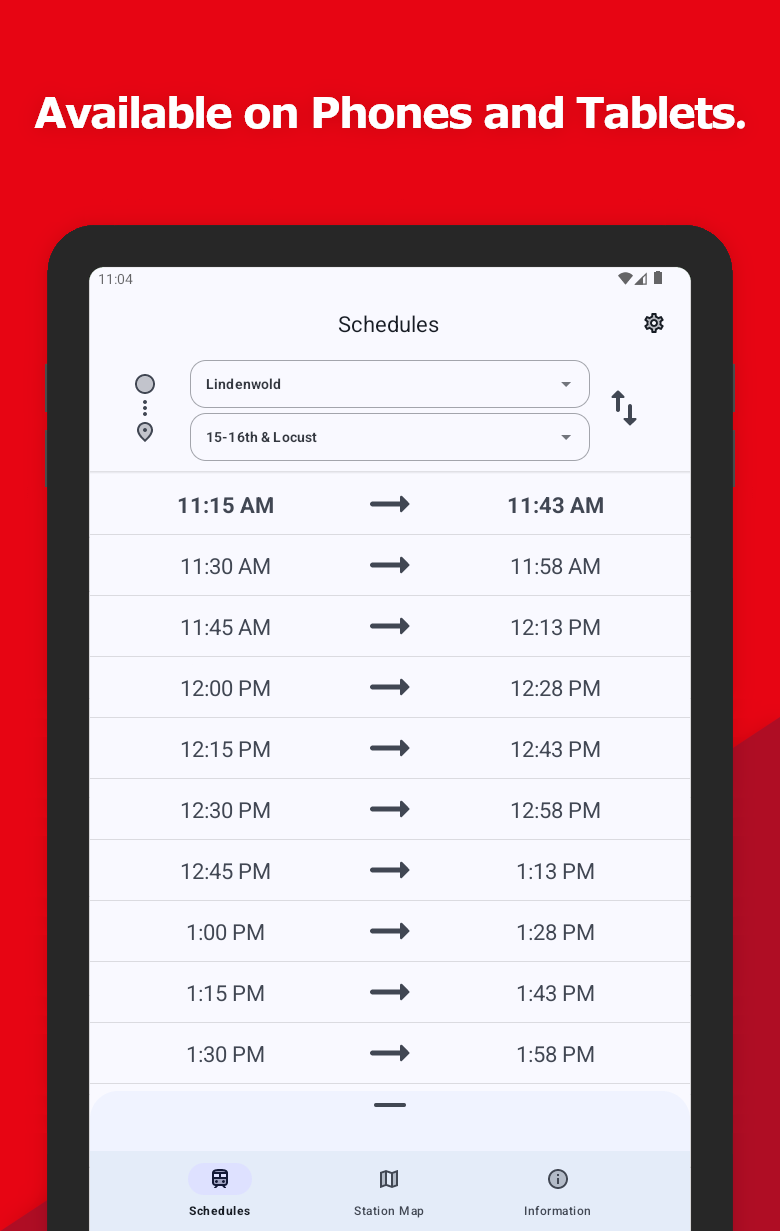 Available on Phones and Tablets.
11:04
Schedules
Lindenwold
15-16th & Locust
11:15 AM 11:43 AM
11:30 AM 11:58 AM
11:45 AM 12:13 PM
12:00 PM 12:28 PM
12:15 PM 12:43 PM
12:30 PM 12:58 PM
12:45 PM 1:13 PM
1:00 PM 1:28 PM
1:15 PM 1:43 PM
1:30 PM 1:58 PM
Schedules Station Map Information